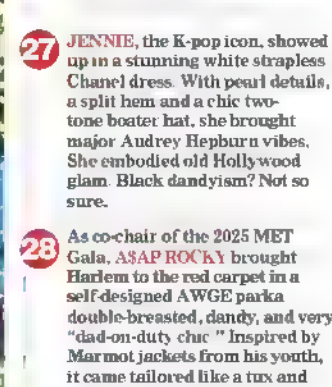 27 JENNIE, the K-pop icon, showed
up in a stunning white strapless
Chanel dress. With pearl details,
a split hem and a chic two-
tone boater hat, she brought
major Audrey Hepburn vibes.
She embodied old Hollywood
glam. Black dandyism? Not so
sure.
28 As co-chair of the 2025 MET
Gala, A$AP ROCKY brought
Harlem to the red carpet in a
self-designed AWGE parka
double-breasted, dandy, and very
"dad-on-duty chic" Inspired by
Marmot jackets from his youth,
it came tailored like a tux and